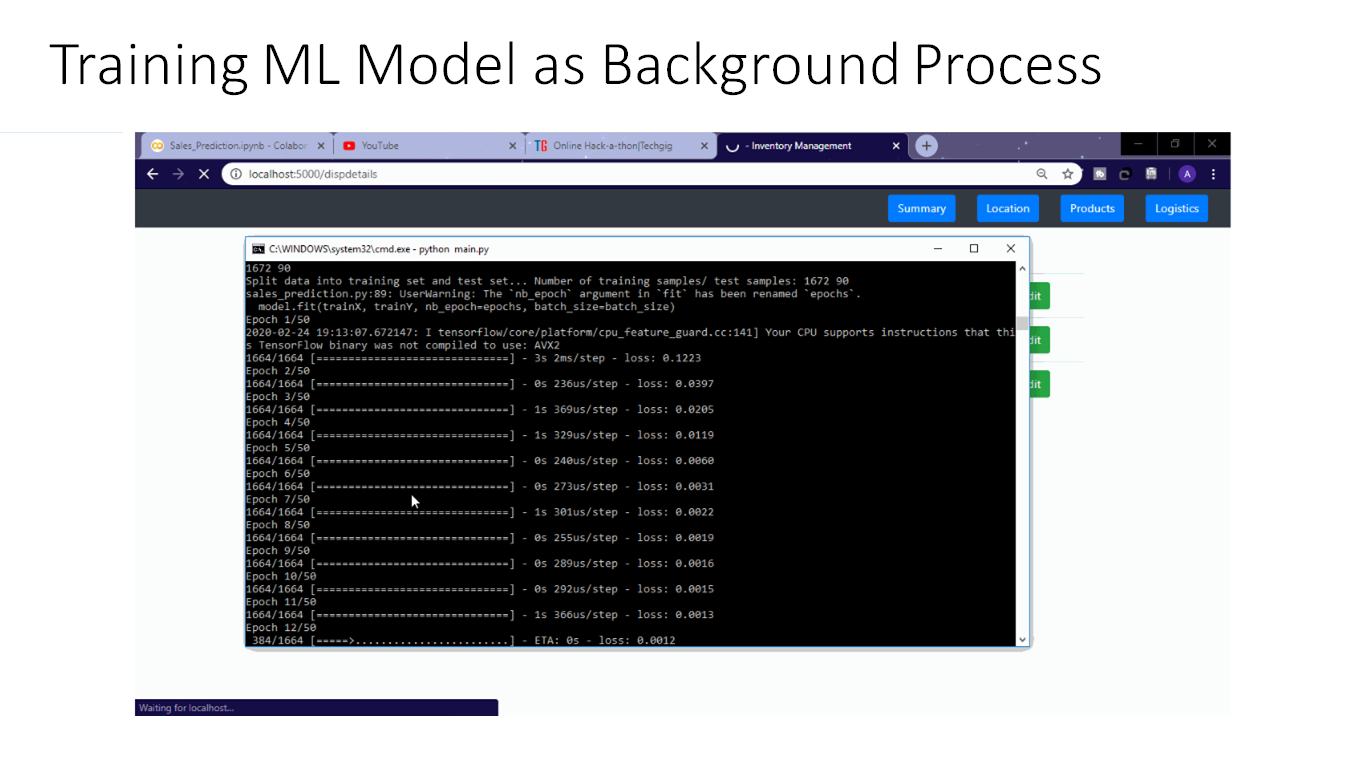 Training ML Model as Background Process
Sales_Prediction.ipynb - Colabor
YouTube
Online Hack-a-thon|Techgig
- Inventory Management
localhost:5000/dispdetails
A
Summary Location Products Logistics
C:\WINDOWS\system32\cmd.exe - python main.py
1672 90
Split data into training set and test set... Number of training samples/ test samples: 1672 90
sales_prediction.py:89: UserWarning: The `nb_epoch` argument in `fit` has been renamed `epochs`.
model.fit(trainX, trainY, nb_epoch=epochs, batch_size=batch_size)
Epoch 1/50
2020-02-24 19:13:07.672147: I tensorflow/core/platform/cpu_feature_guard.cc:141] Your CPU supports instructions that thi
s TensorFlow binary was not compiled to use: AVX2
1664/1664 [==============================] - 3s 2ms/step - loss: 0.1223
Epoch 2/50
1664/1664 [==============================] - 0s 236us/step - loss: 0.0397
Epoch 3/50
1664/1664 [==============================] - 1s 369us/step - loss: 0.0205
Epoch 4/50
1664/1664 [==============================] - 1s 329us/step - loss: 0.0119
Epoch 5/50
1664/1664 [==============================] - 0s 240us/step - loss: 0.0060
Epoch 6/50
1664/1664 [==============================] - 0s 273us/step - loss: 0.0031
Epoch 7/50
1664/1664 [==============================] - 1s 301us/step - loss: 0.0022
Epoch 8/50
1664/1664 [==============================] - 0s 255us/step - loss: 0.0019
Epoch 9/50
1664/1664 [==============================] - 0s 289us/step - loss: 0.0016
Epoch 10/50
1664/1664 [==============================] - 0s 292us/step - loss: 0.0015
Epoch 11/50
1664/1664 [==============================] - 1s 366us/step - loss: 0.0013
Epoch 12/50
384/1664 [=====>........................] - ETA: 0s - loss: 0.0012
dit
dit
dit
Waiting for localhost...